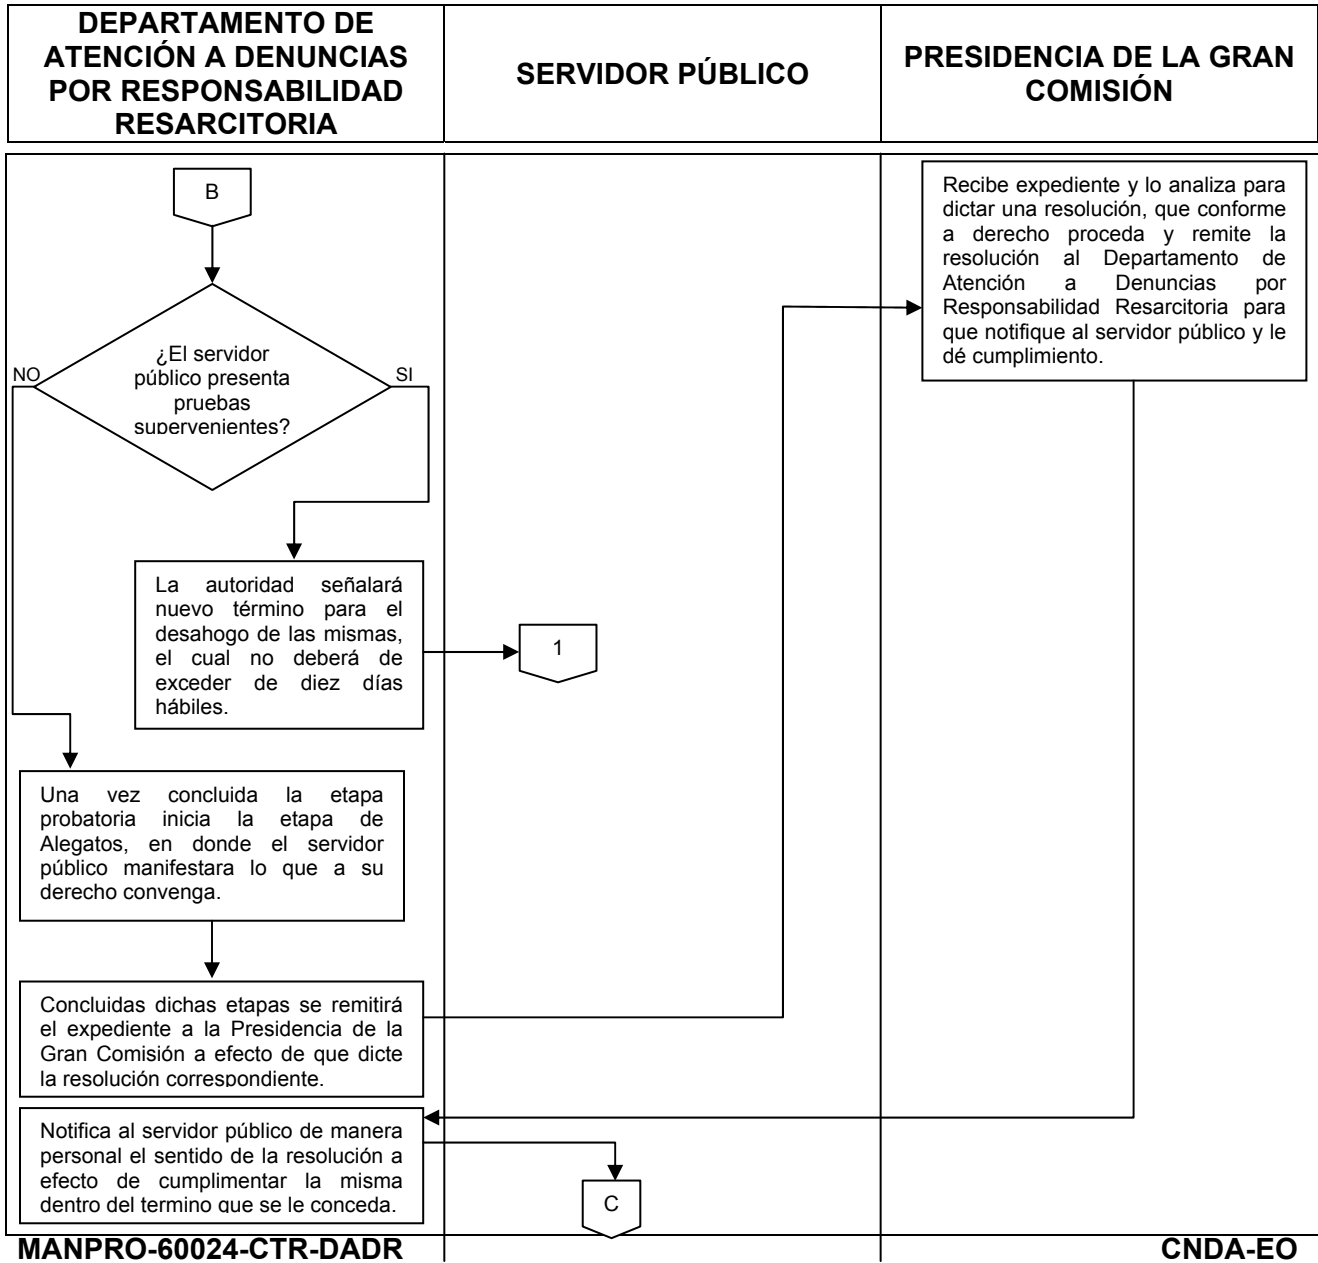 DEPARTAMENTO DE
ATENCIÓN A DENUNCIAS
POR RESPONSABILIDAD
RESARCITORIA
SERVIDOR PÚBLICO
PRESIDENCIA DE LA GRAN
COMISIÓN
B
¿El servidor
público presenta
pruebas
supervenientes?
NO
SI
La autoridad señalará
nuevo término para el
desahogo de las mismas,
el cual no deberá de
exceder de diez días
hábiles.
1
Una vez concluida la etapa
probatoria inicia la etapa de
Alegatos, en donde el servidor
público manifestara lo que a su
derecho convenga.
Concluidas dichas etapas se remitirá
el expediente a la Presidencia de la
Gran Comisión a efecto de que dicte
la resolución correspondiente.
Recibe expediente y lo analiza para
dictar una resolución, que conforme
a derecho proceda y remite la
resolución al Departamento de
Atención a Denuncias por
Responsabilidad Resarcitoria para
que notifique al servidor público y le
dé cumplimiento.
Notifica al servidor público de manera
personal el sentido de la resolución a
efecto de cumplimentar la misma
dentro del termino que se le conceda.
C
MANPRO-60024-CTR-DADR
CNDA-EO